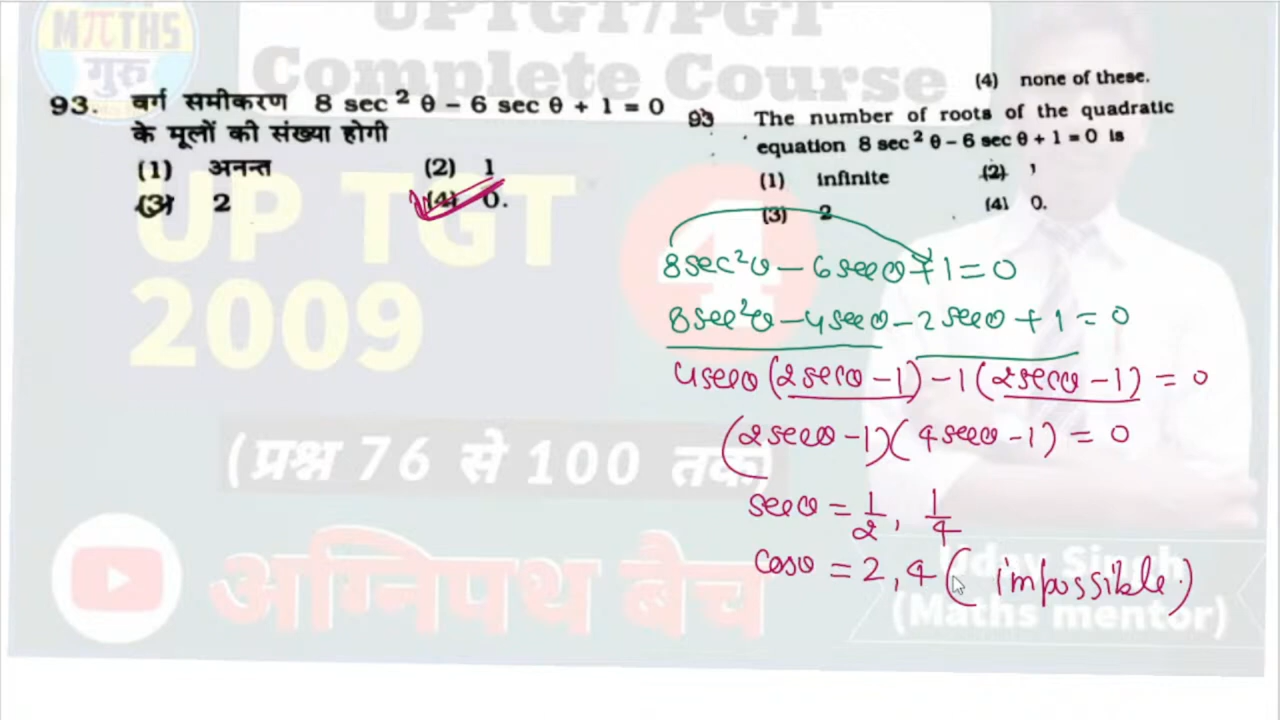 UPTGT/PGT
Complete Course
MπTHS
गुरु
93. वर्ग समीकरण 8 sec² θ – 6 sec θ + 1 = 0
के मूलों की संख्या होगी
(1) अनन्त (2) 1
(3) 2 (4) 0.
(4) none of these.
93 The number of roots of the quadratic
equation 8 sec² θ – 6 sec θ + 1 = 0 is
(1) infinite (2) 1
(3) 2 (4) 0.
UP TGT
2009
4
(प्रश्न 76 से 100 तक)
अग्निपथ बैच
8sec²θ – 6secθ + 1 = 0
8sec²θ – 4secθ – 2secθ + 1 = 0
4secθ (2secθ – 1) – 1 (2secθ – 1) = 0
(2secθ – 1)(4secθ – 1) = 0
secθ = 1/2, 1/4
cosθ = 2, 4 (impossible.)
Uday Singh
(Maths mentor)